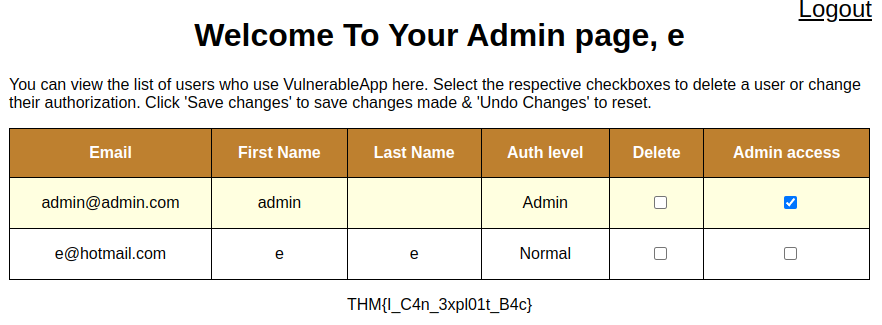 Logout
Welcome To Your Admin page, e
You can view the list of users who use VulnerableApp here. Select the respective checkboxes to delete a user or change
their authorization. Click 'Save changes' to save changes made & 'Undo Changes' to reset.
Email First Name Last Name Auth level Delete Admin access
admin@admin.com admin Admin
e@hotmail.com e e Normal
THM{I_C4n_3xpl01t_B4c}